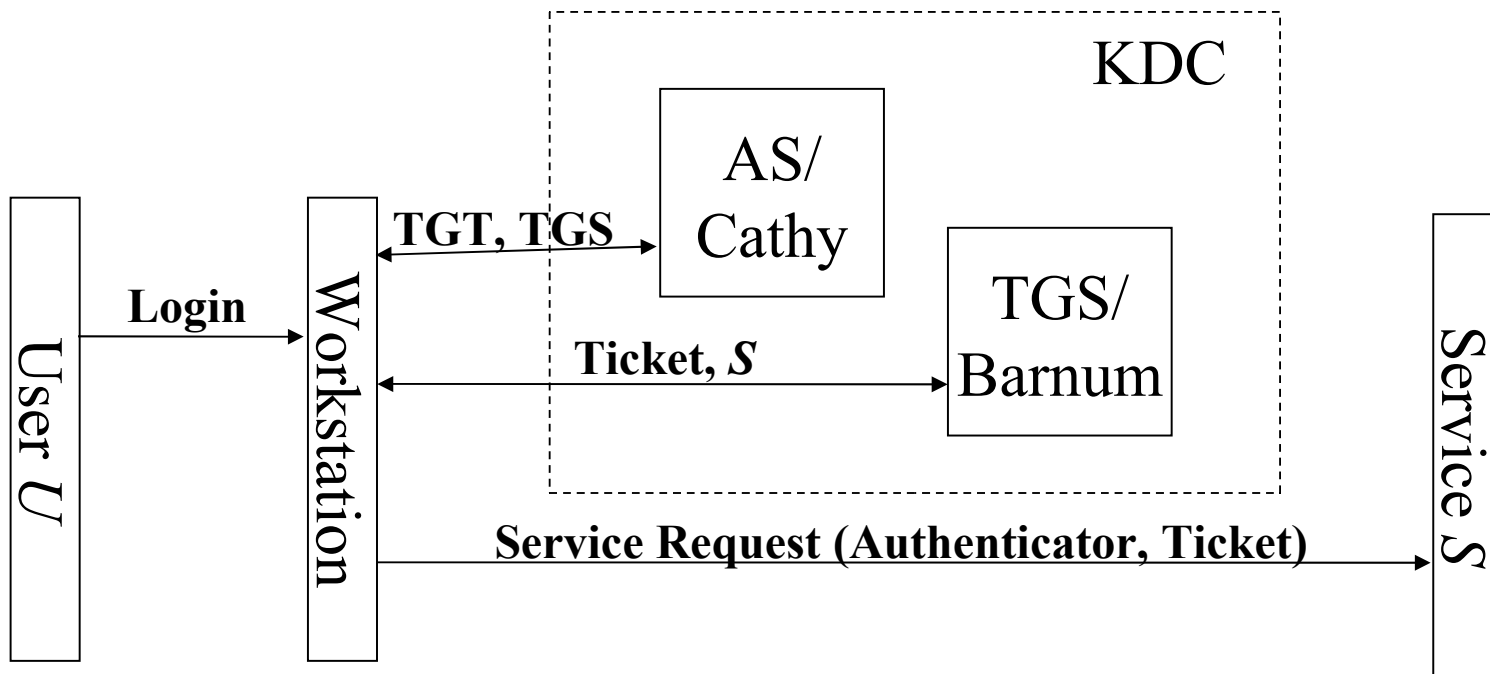 KDC
AS/
Cathy
TGT, TGS
TGS/
Barnum
Login
Ticket, S
User U
Workstation
Service S
Service Request (Authenticator, Ticket)